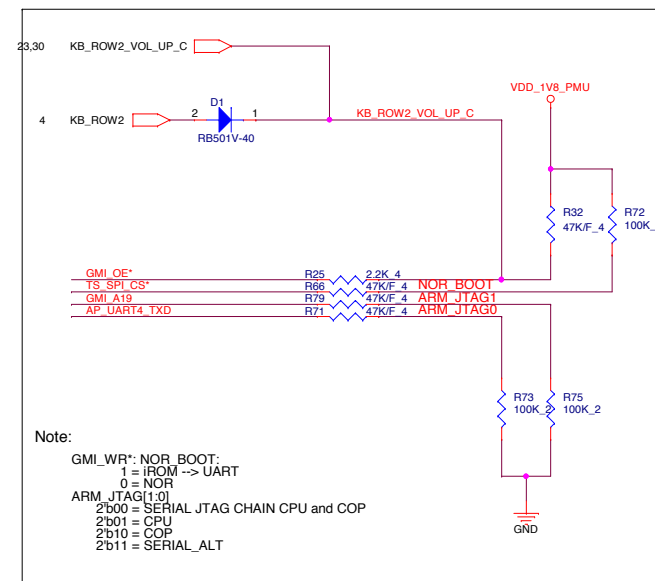 23,30 KB_ROW2_VOL_UP_C
VDD_1V8_PMU
D1
4 KB_ROW2 2 1 KB_ROW2_VOL_UP_C
RB501V-40
R32 R72
47K/F_4 100K_
GMI_OE* R25 2.2K_4
TS_SPI_CS* R66 47K/F_4 NOR_BOOT
GMI_A19 R79 47K/F_4 ARM_JTAG1
AP_UART4_TXD R71 47K/F_4 ARM_JTAG0
R73 R75
100K_2 100K_2
Note:
GMI_WR*: NOR_BOOT:
1 = iROM --> UART
0 = NOR
ARM_JTAG[1:0]
2'b00 = SERIAL JTAG CHAIN CPU and COP
2'b01 = CPU
2'b10 = COP
2'b11 = SERIAL_ALT
GND